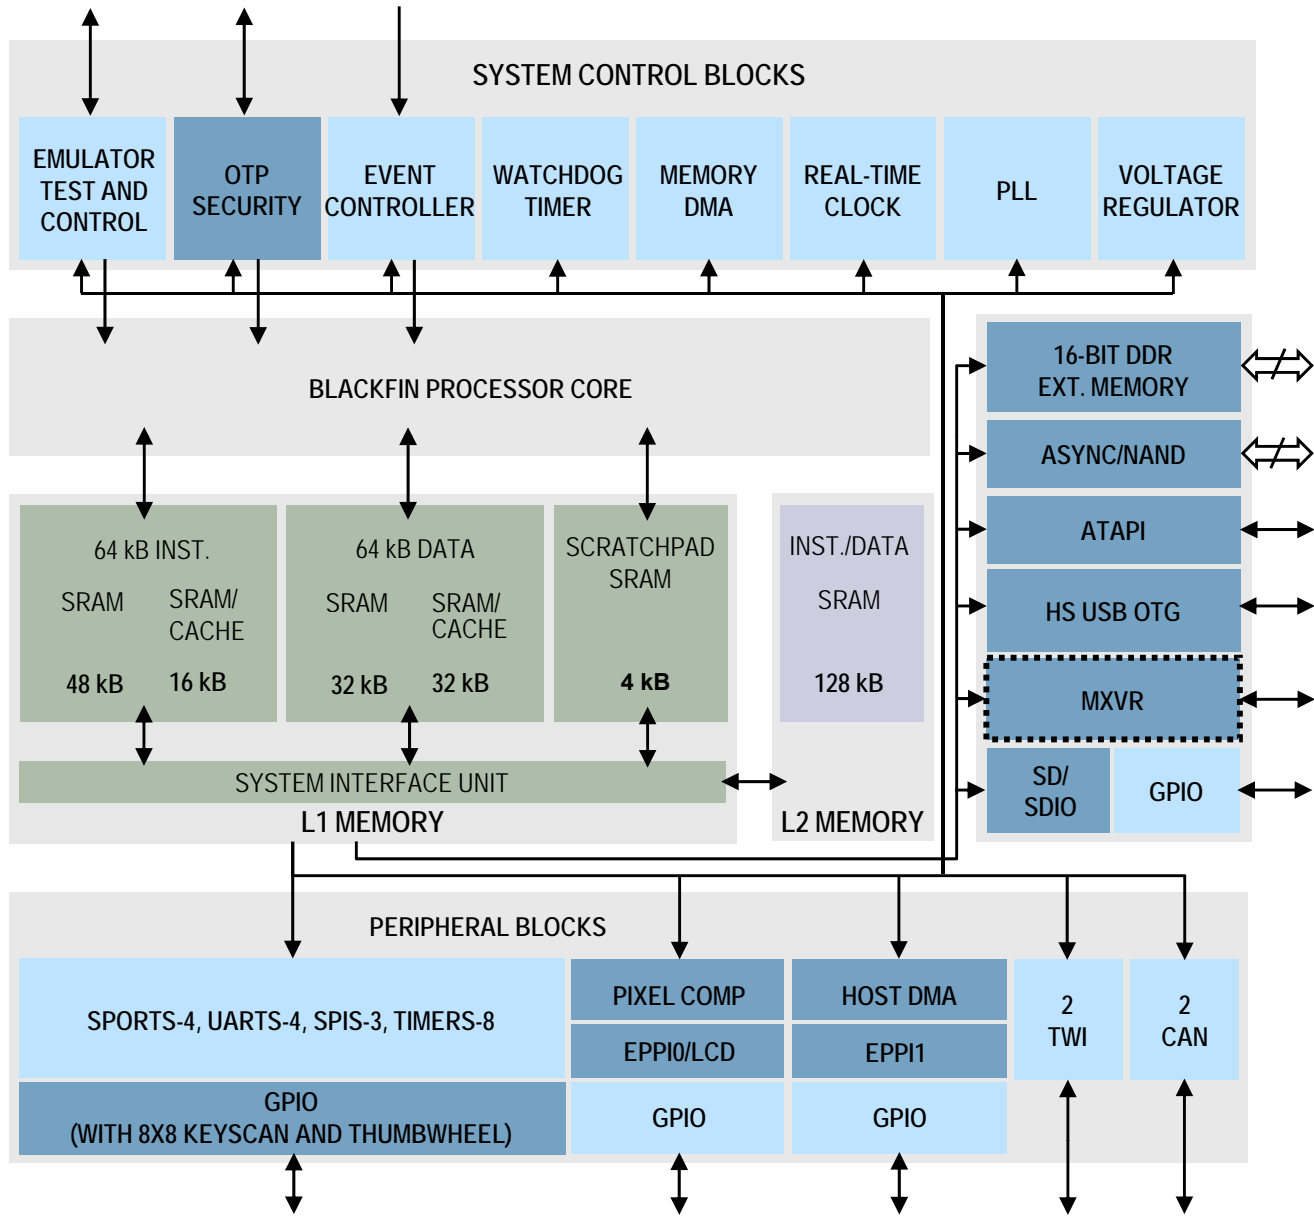 SYSTEM CONTROL BLOCKS
EMULATOR
TEST AND
CONTROL
OTP
SECURITY
EVENT
CONTROLLER
WATCHDOG
TIMER
MEMORY
DMA
REAL-TIME
CLOCK
PLL
VOLTAGE
REGULATOR
BLACKFIN PROCESSOR CORE
16-BIT DDR
EXT. MEMORY
ASYNC/NAND
ATAPI
HS USB OTG
MXVR
SD/
SDIO
GPIO
64 kB INST.
SRAM
SRAM/
CACHE
48 kB
16 kB
64 kB DATA
SRAM
SRAM/
CACHE
32 kB
32 kB
SCRATCHPAD
SRAM
4 kB
INST./DATA
SRAM
128 kB
SYSTEM INTERFACE UNIT
L1 MEMORY
L2 MEMORY
PERIPHERAL BLOCKS
SPORTS-4, UARTS-4, SPIS-3, TIMERS-8
GPIO
(WITH 8X8 KEYSCAN AND THUMBWHEEL)
PIXEL COMP
EPPI0/LCD
GPIO
HOST DMA
EPPI1
GPIO
2
TWI
2
CAN